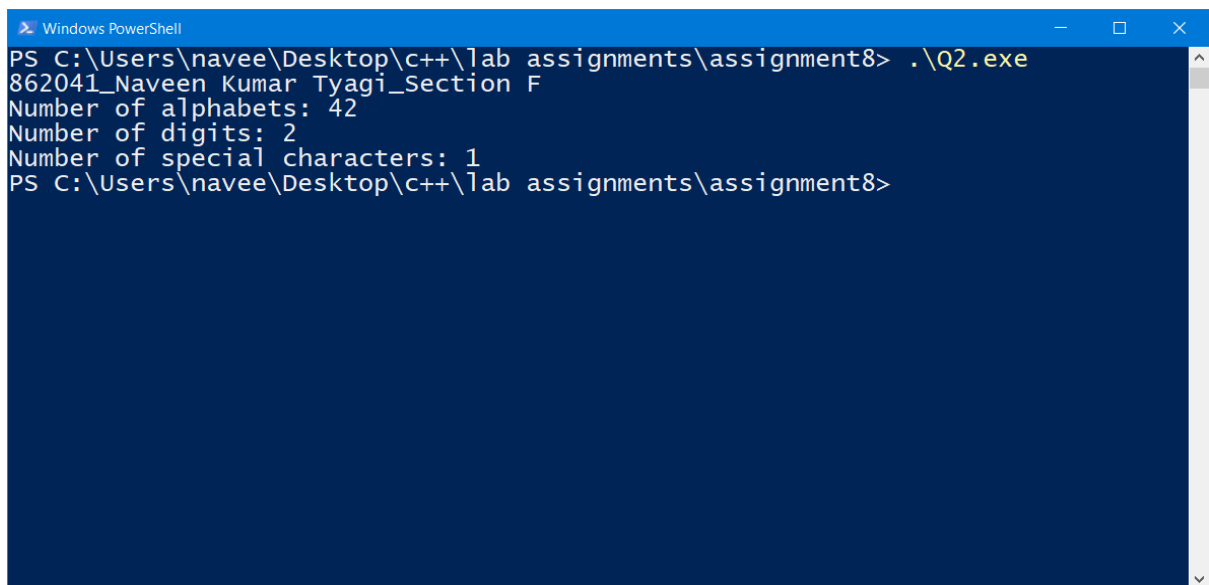 Windows PowerShell
PS C:\Users\navee\Desktop\c++\lab assignments\assignment8> .\Q2.exe
862041_Naveen Kumar Tyagi_Section F
Number of alphabets: 42
Number of digits: 2
Number of special characters: 1
PS C:\Users\navee\Desktop\c++\lab assignments\assignment8>